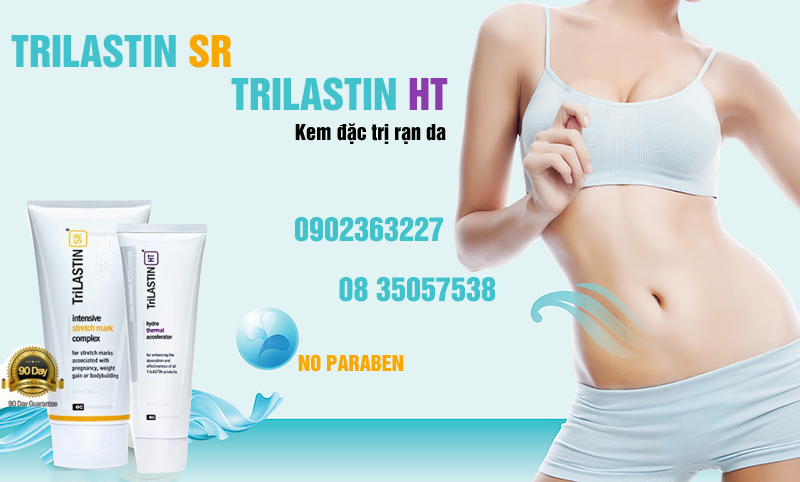 TRILASTIN SR
TRILASTIN HT
Kem đặc trị rạn da
0902363227
08 35057538
NO PARABEN
TriLASTIN SR
intensive
stretch mark
complex
for stretch marks
associated with
pregnancy, weight
gain or bodybuilding
TriLASTIN HT
hydro
thermal
accelerator
for enhancing the
absorption and
effectiveness of all
TriLASTIN products
90 Day
90 Day Guarantee